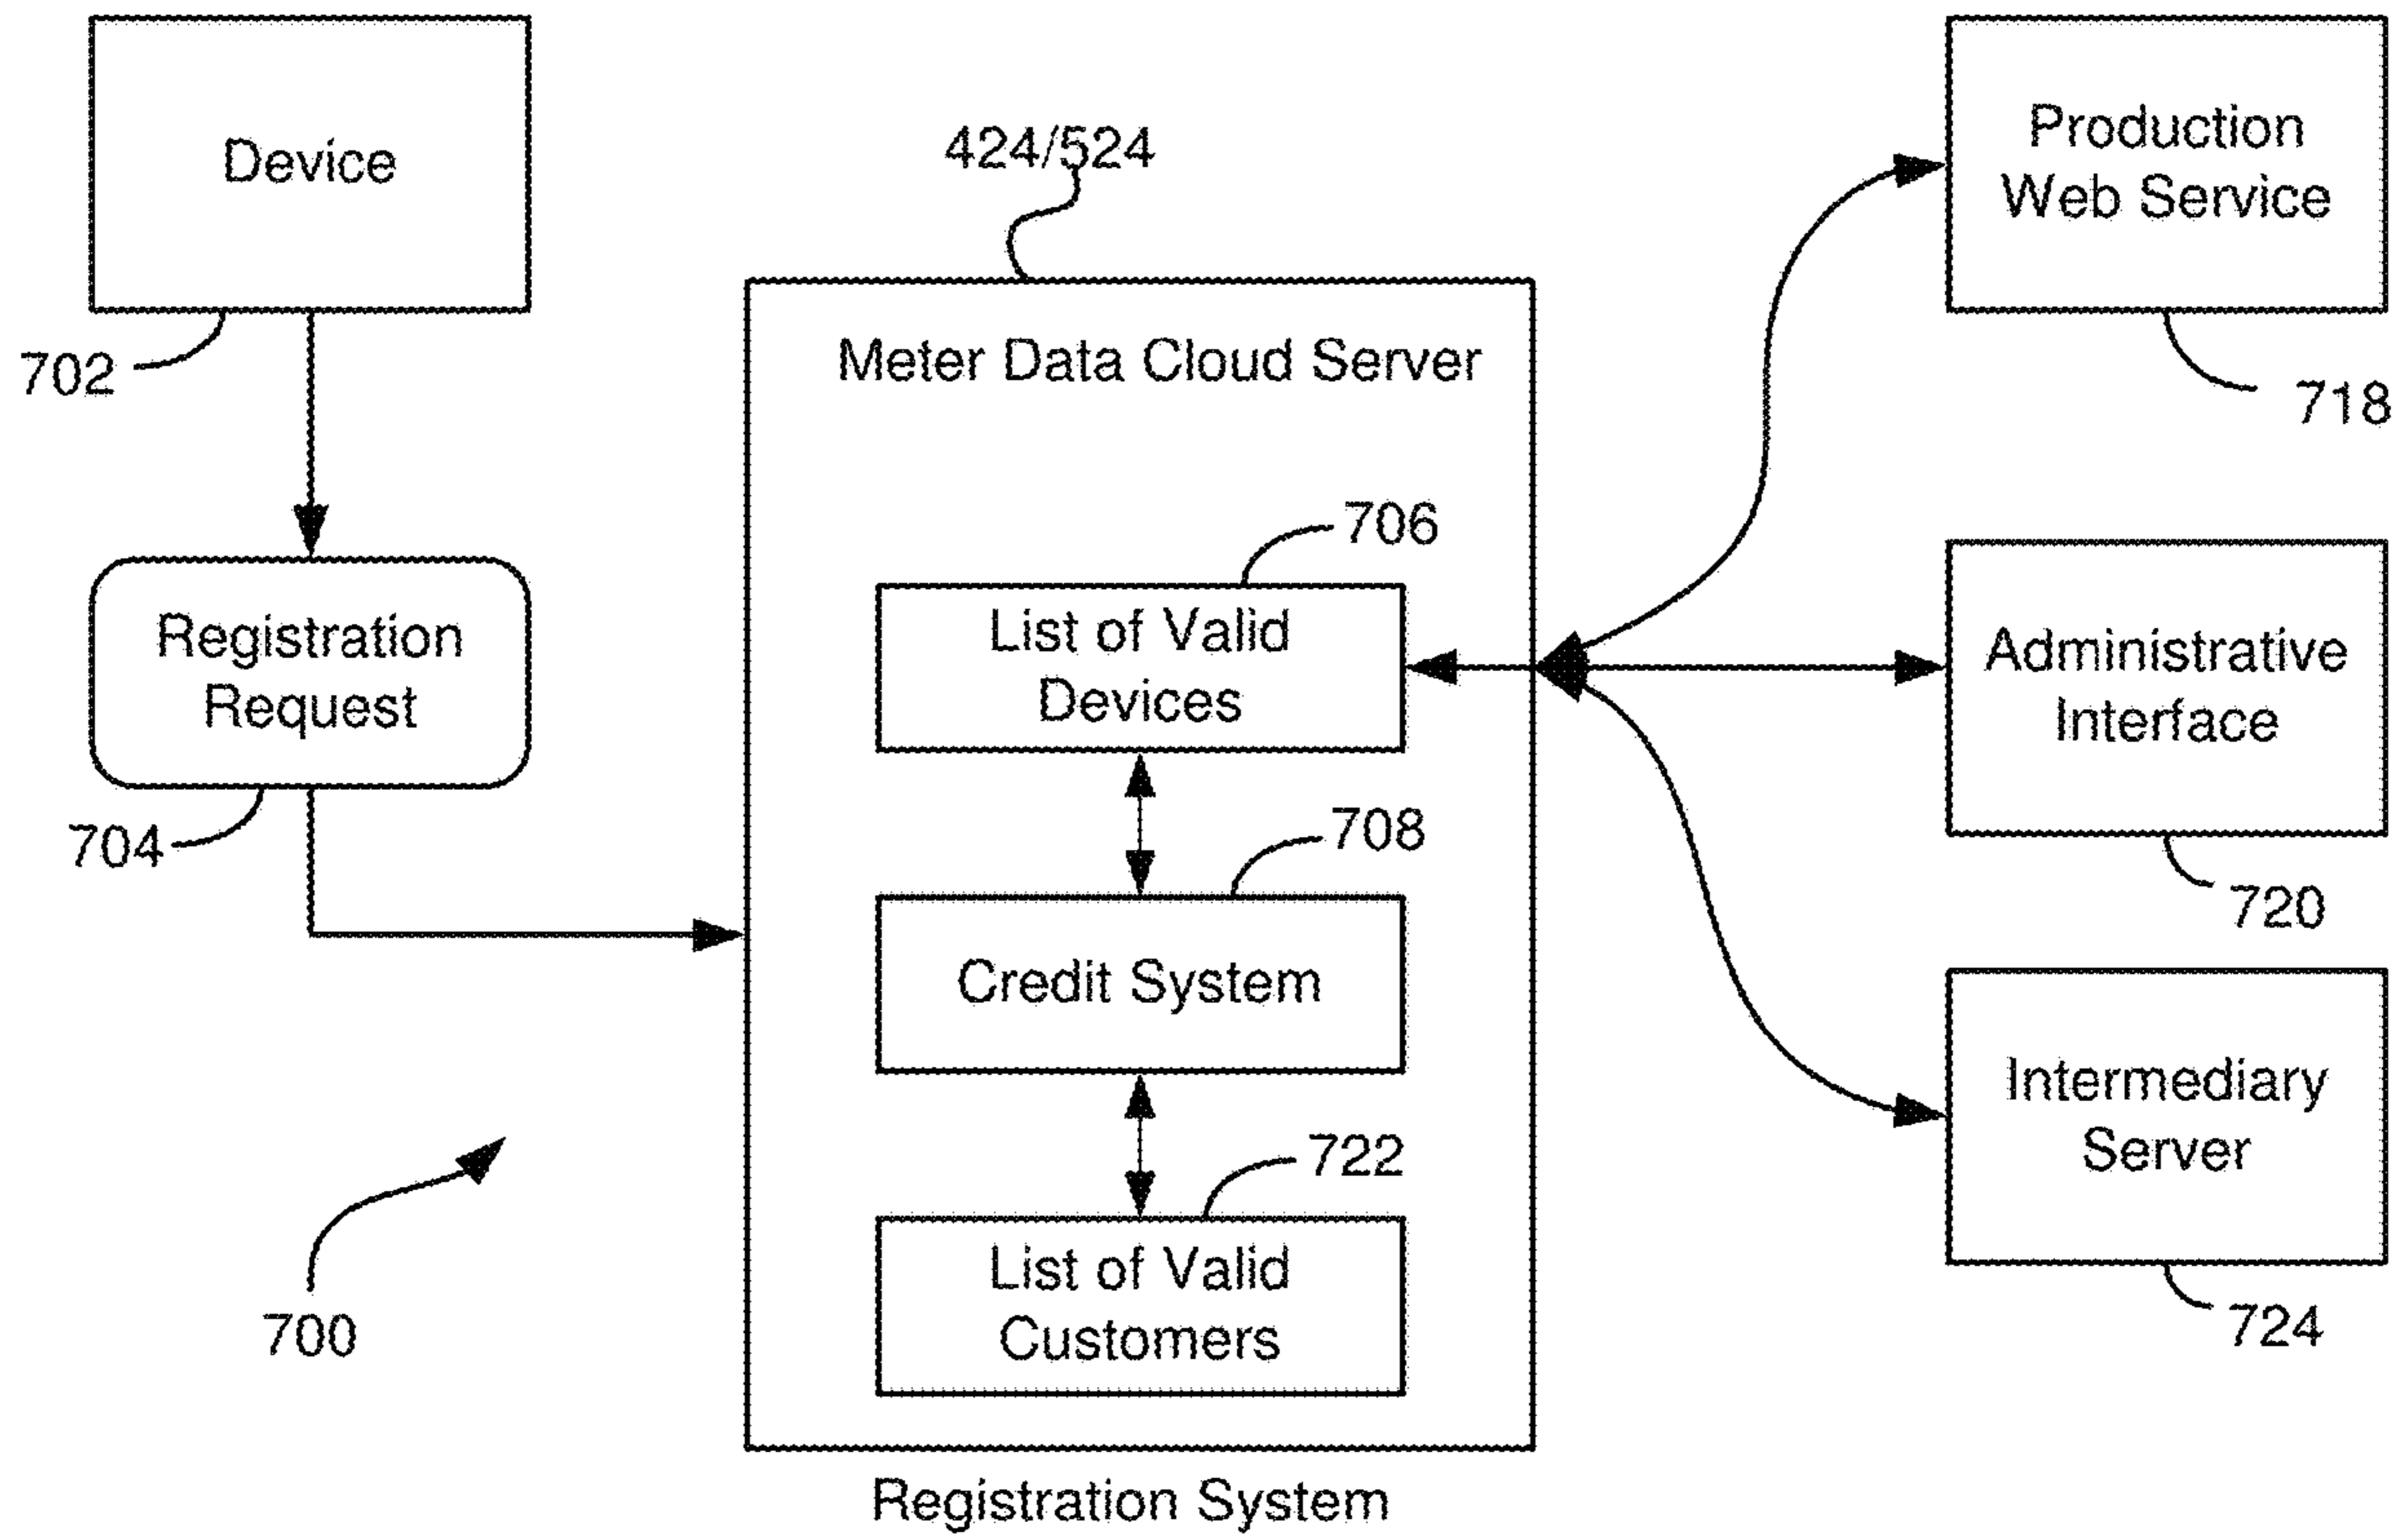 Device
702
Registration
Request
704
700
424/524
Meter Data Cloud Server
706
List of Valid
Devices
708
Credit System
722
List of Valid
Customers
Registration System
Production
Web Service
718
Administrative
Interface
720
Intermediary
Server
724